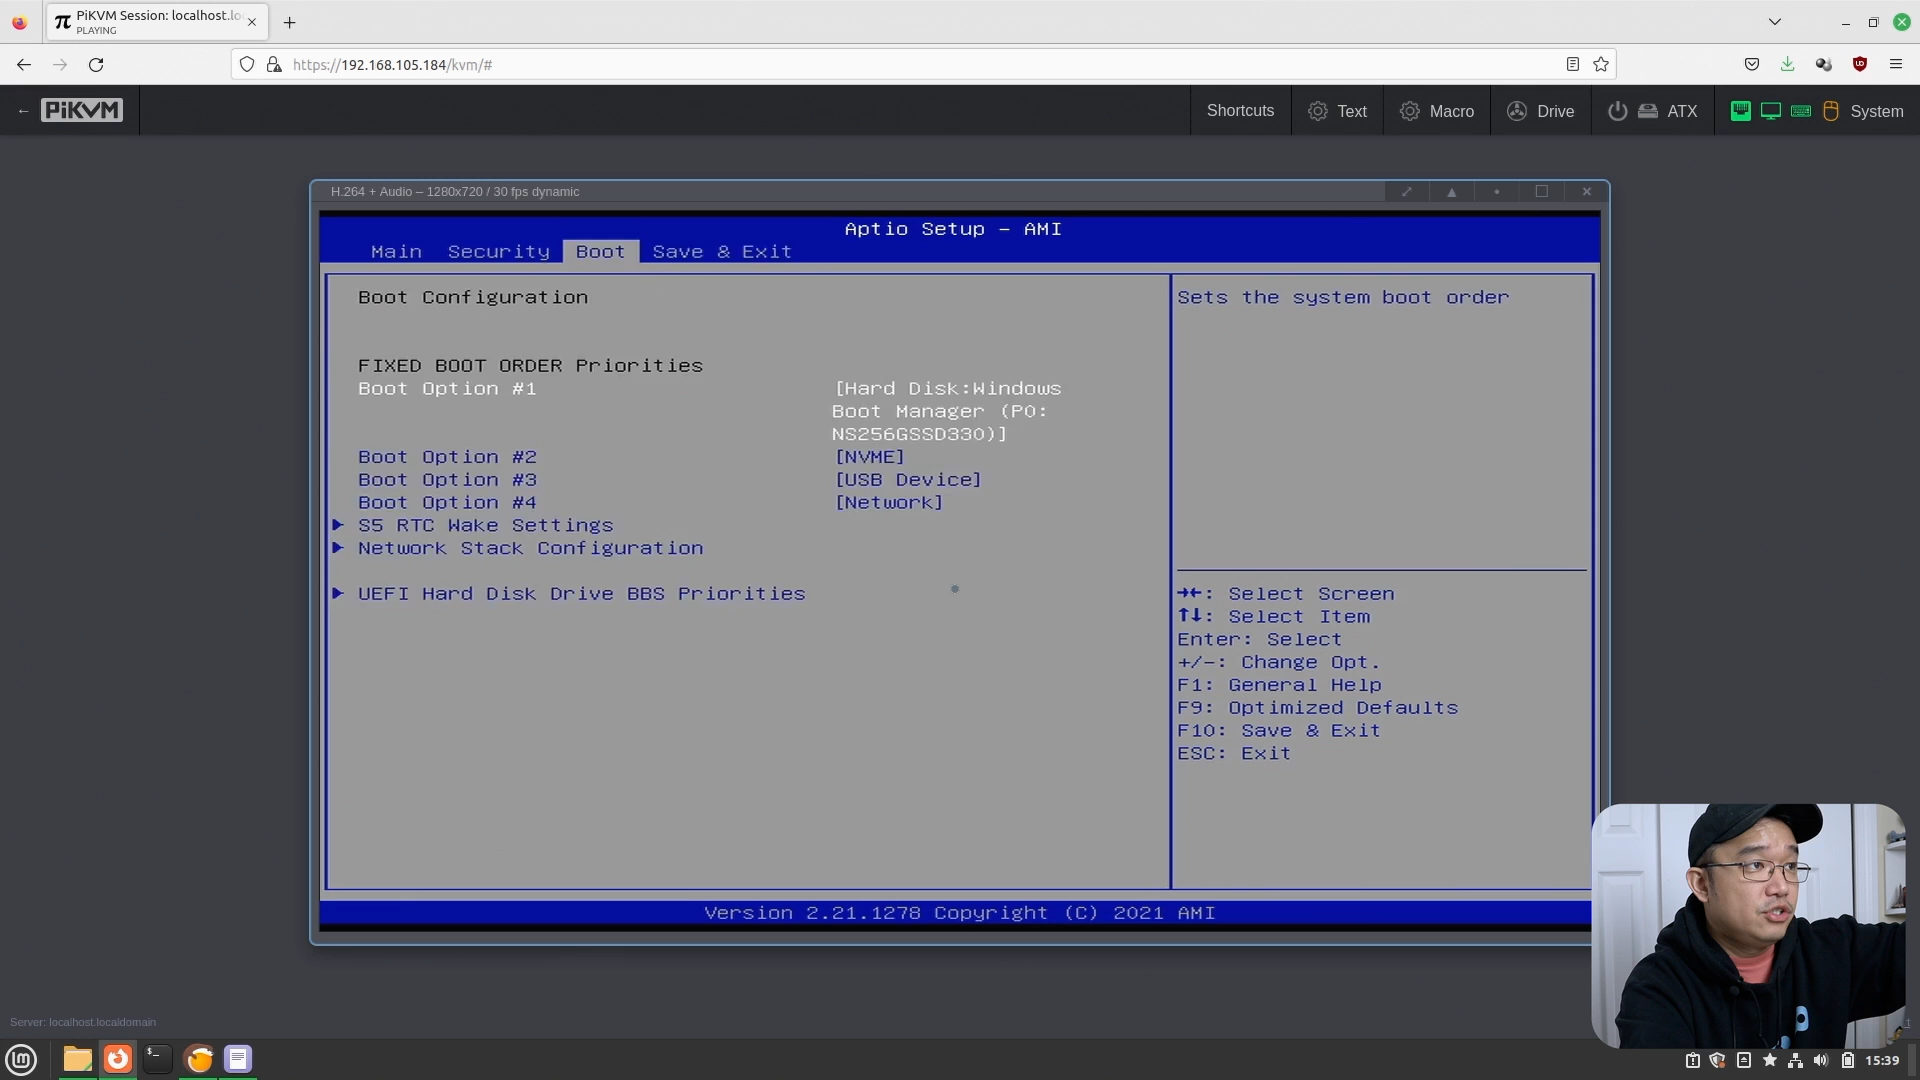 PiKVM Session: localhost.lo
PLAYING
https://192.168.105.184/kvm/#
PiKVM
Shortcuts
Text
Macro
Drive
ATX
System
H.264 + Audio – 1280x720 / 30 fps dynamic
Aptio Setup – AMI
Main Security Boot Save & Exit
Boot Configuration
FIXED BOOT ORDER Priorities
Boot Option #1 [Hard Disk:Windows
Boot Manager (P0:
NS256GSSD330)]
Boot Option #2 [NVME]
Boot Option #3 [USB Device]
Boot Option #4 [Network]
S5 RTC Wake Settings
Network Stack Configuration
UEFI Hard Disk Drive BBS Priorities
Sets the system boot order
→←: Select Screen
↑↓: Select Item
Enter: Select
+/-: Change Opt.
F1: General Help
F9: Optimized Defaults
F10: Save & Exit
ESC: Exit
Version 2.21.1278 Copyright (C) 2021 AMI
Server: localhost.localdomain
15:39